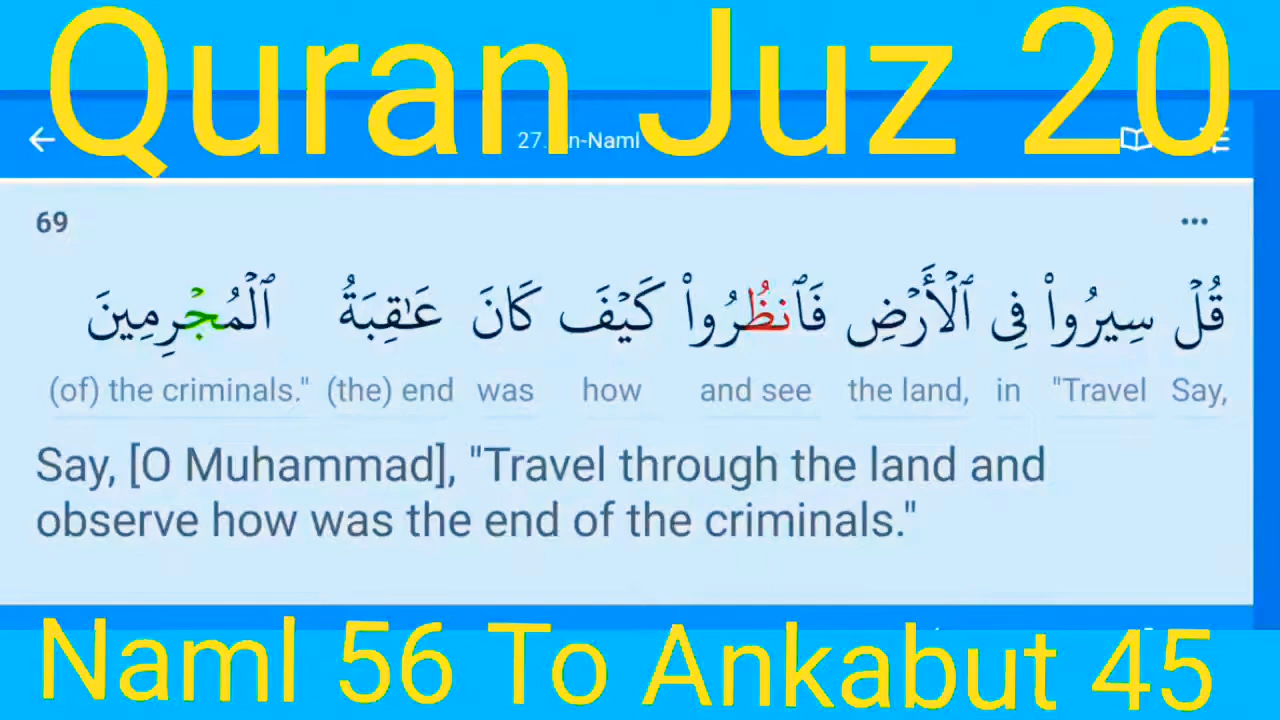 Quran Juz 20
27. n-Naml
69
قُلْ سِيرُوا۟ فِى ٱلْأَرْضِ فَٱنظُرُوا۟ كَيْفَ كَانَ عَـٰقِبَةُ ٱلْمُجْرِمِينَ
(of) the criminals." (the) end was how and see the land, in "Travel Say,
Say, [O Muhammad], "Travel through the land and
observe how was the end of the criminals."
Naml 56 To Ankabut 45